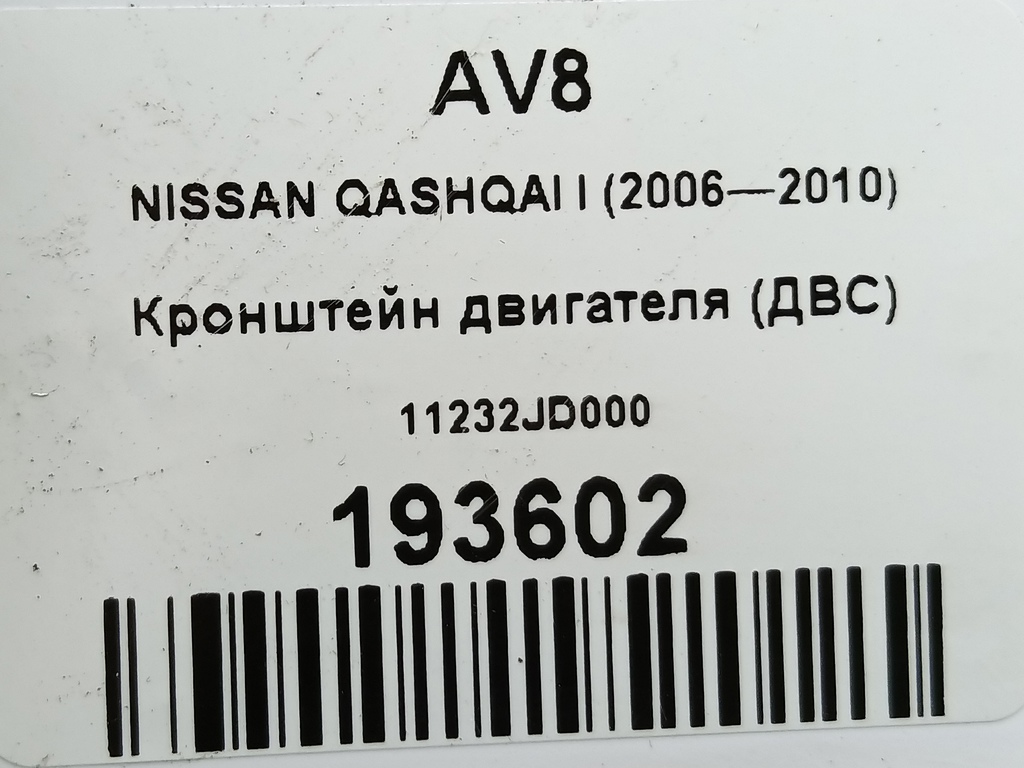 AV8
NISSAN QASHQAI I (2006—2010)
Кронштейн двигателя (ДВС)
11232JD000
193602